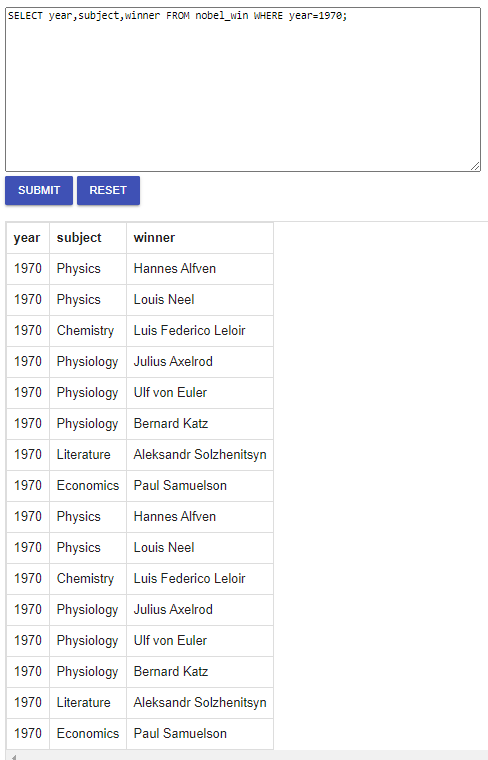 SELECT year,subject,winner FROM nobel_win WHERE year=1970;
SUBMIT RESET
year subject winner
1970 Physics Hannes Alfven
1970 Physics Louis Neel
1970 Chemistry Luis Federico Leloir
1970 Physiology Julius Axelrod
1970 Physiology Ulf von Euler
1970 Physiology Bernard Katz
1970 Literature Aleksandr Solzhenitsyn
1970 Economics Paul Samuelson
1970 Physics Hannes Alfven
1970 Physics Louis Neel
1970 Chemistry Luis Federico Leloir
1970 Physiology Julius Axelrod
1970 Physiology Ulf von Euler
1970 Physiology Bernard Katz
1970 Literature Aleksandr Solzhenitsyn
1970 Economics Paul Samuelson